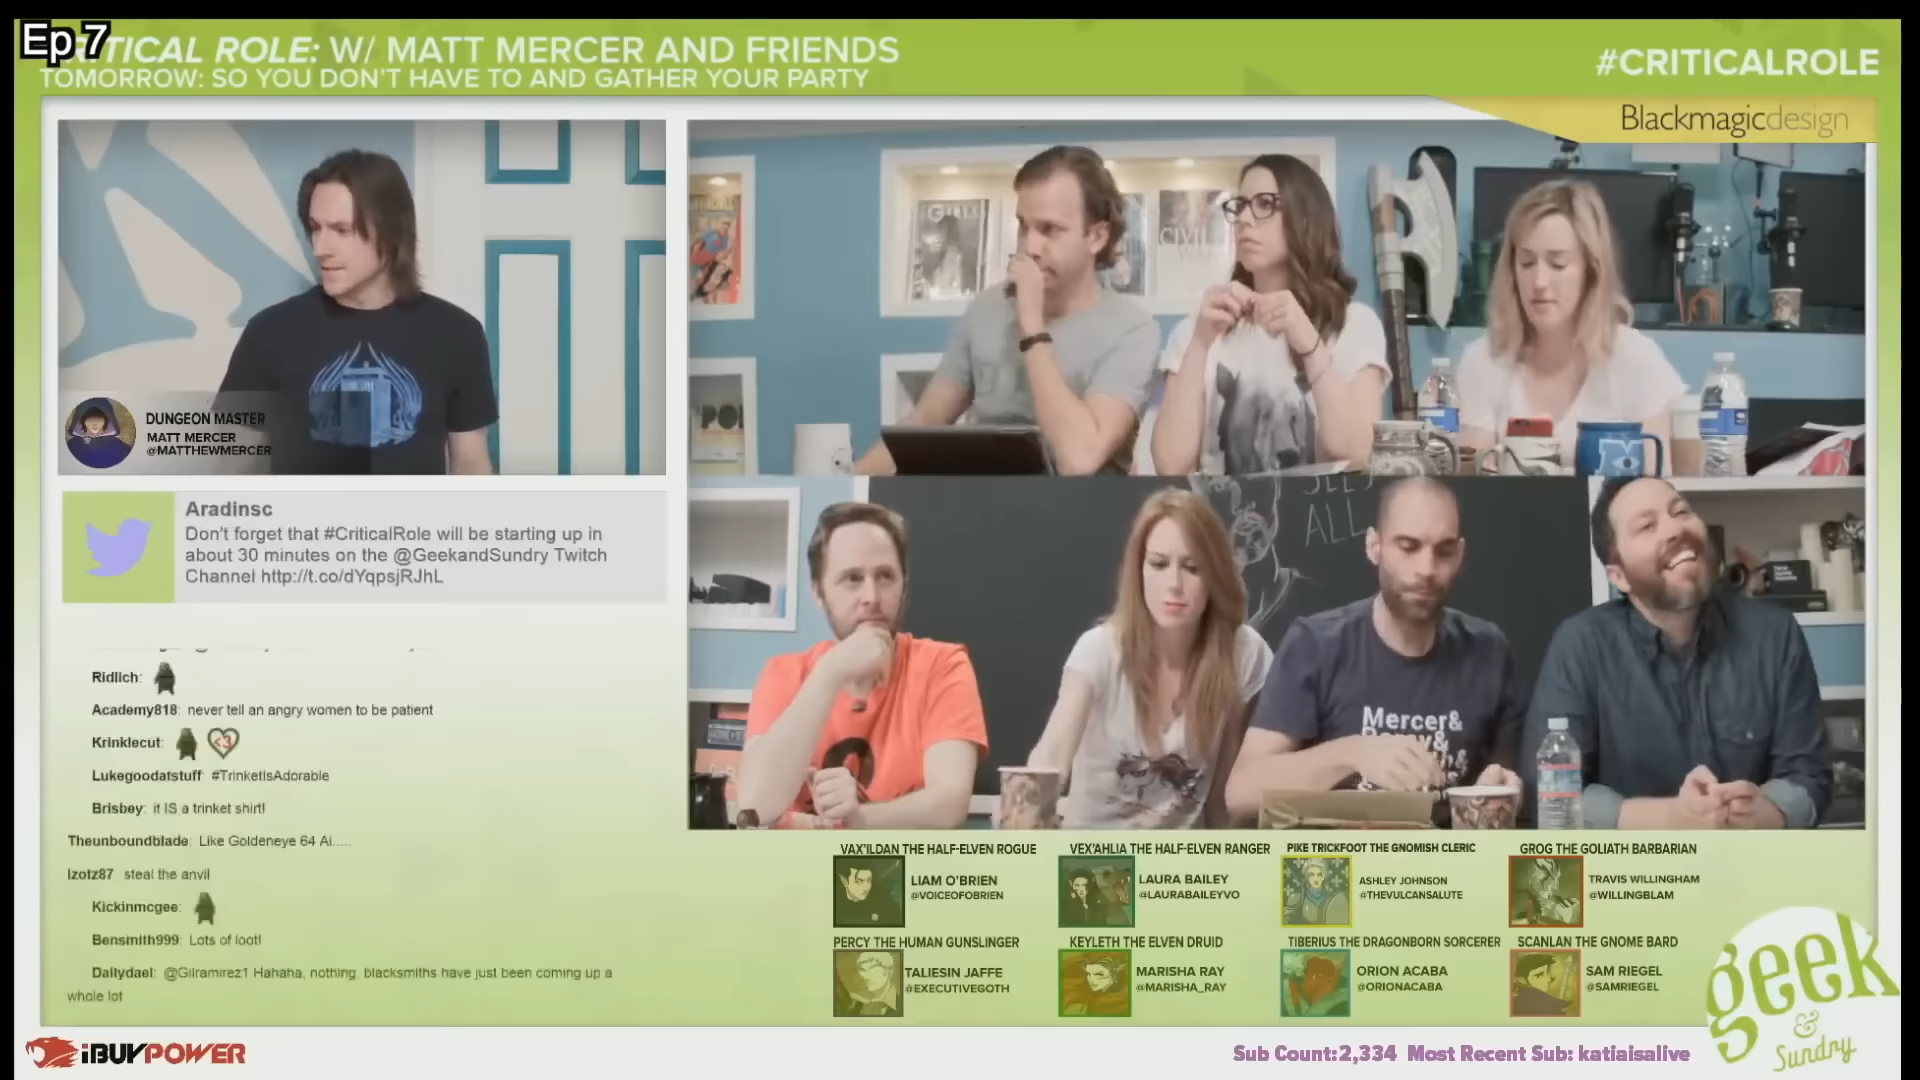 Ep 7
CRITICAL ROLE: W/ MATT MERCER AND FRIENDS
TOMORROW: SO YOU DON'T HAVE TO AND GATHER YOUR PARTY
#CRITICALROLE
Blackmagicdesign
GIRLS
CIVIL
DUNGEON MASTER
MATT MERCER
@MATTHEWMERCER
Aradinsc
Don't forget that #CriticalRole will be starting up in
about 30 minutes on the @GeekandSundry Twitch
Channel http://t.co/dYqpsjRJhL
ALL
Mercer&
Ridlich:
Academy818: never tell an angry women to be patient
Krinklecut: <3
Lukegoodatstuff #TrinketIsAdorable
Brisbey: it IS a trinket shirt!
Theunboundblade: Like Goldeneye 64 Ai.....
Izotz87 steal the anvil
Kickinmcgee:
Bensmith999: Lots of loot!
Dailydael: @Gilramirez1 Hahaha, nothing, blacksmiths have just been coming up a
whole lot
VAX'ILDAN THE HALF-ELVEN ROGUE
LIAM O'BRIEN
@VOICEOFOBRIEN
VEX'AHLIA THE HALF-ELVEN RANGER
LAURA BAILEY
@LAURABAILEYVO
PIKE TRICKFOOT THE GNOMISH CLERIC
ASHLEY JOHNSON
@THEVULCANSALUTE
GROG THE GOLIATH BARBARIAN
TRAVIS WILLINGHAM
@WILLINGBLAM
PERCY THE HUMAN GUNSLINGER
TALIESIN JAFFE
@EXECUTIVEGOTH
KEYLETH THE ELVEN DRUID
MARISHA RAY
@MARISHA_RAY
TIBERIUS THE DRAGONBORN SORCERER
ORION ACABA
@ORIONACABA
SCANLAN THE GNOME BARD
SAM RIEGEL
@SAMRIEGEL
geek
&
Sundry
iBUYPOWER
Sub Count:2,334 Most Recent Sub: katiaisalive